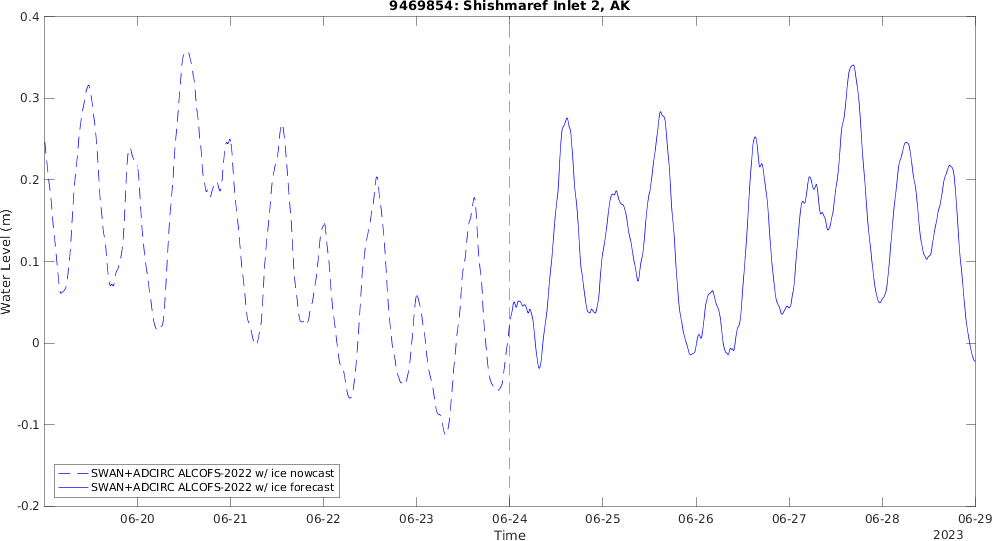 9469854: Shishmaref Inlet 2, AK
0.4
0.3
0.2
0.1
0
-0.1
-0.2
Water Level (m)
SWAN+ADCIRC ALCOFS-2022 w/ ice nowcast
SWAN+ADCIRC ALCOFS-2022 w/ ice forecast
06-20 06-21 06-22 06-23 06-24 06-25 06-26 06-27 06-28 06-29
Time
2023